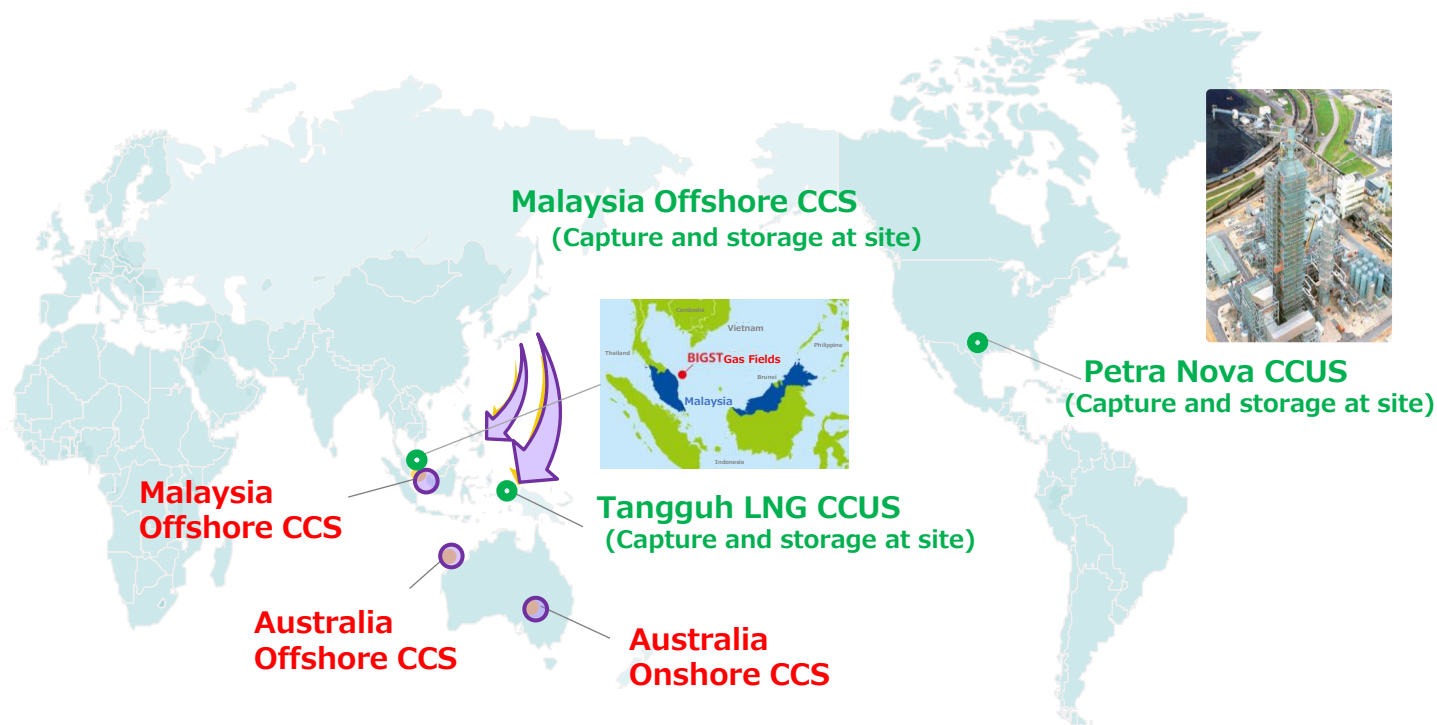 Malaysia Offshore CCS
(Capture and storage at site)
Cambodia
Vietnam
Thailand
Philippine
BIGST Gas Fields
Brunei
Malaysia
Indonesia
Petra Nova CCUS
(Capture and storage at site)
Malaysia
Offshore CCS
Tangguh LNG CCUS
(Capture and storage at site)
Australia
Offshore CCS
Australia
Onshore CCS